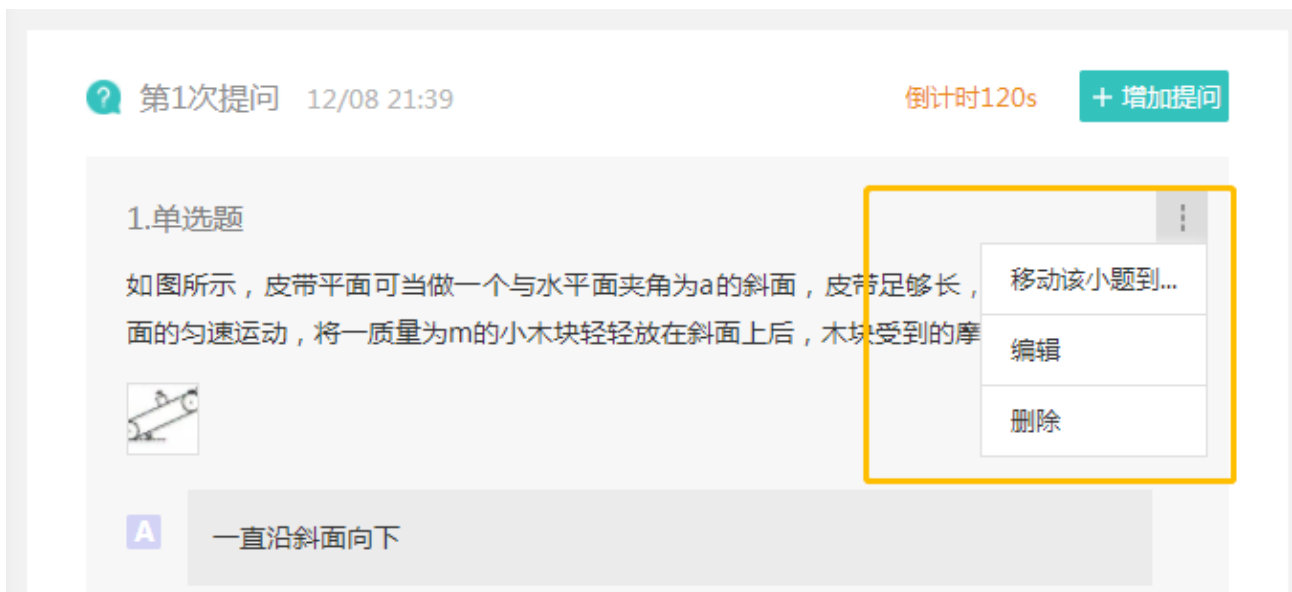 第1次提问 12/08 21:39 倒计时120s + 增加提问
1.单选题
如图所示，皮带平面可当做一个与水平面夹角为a的斜面，皮带足够长，
面的匀速运动，将一质量为m的小木块轻轻放在斜面上后，木块受到的摩
移动该小题到...
编辑
删除
A 一直沿斜面向下